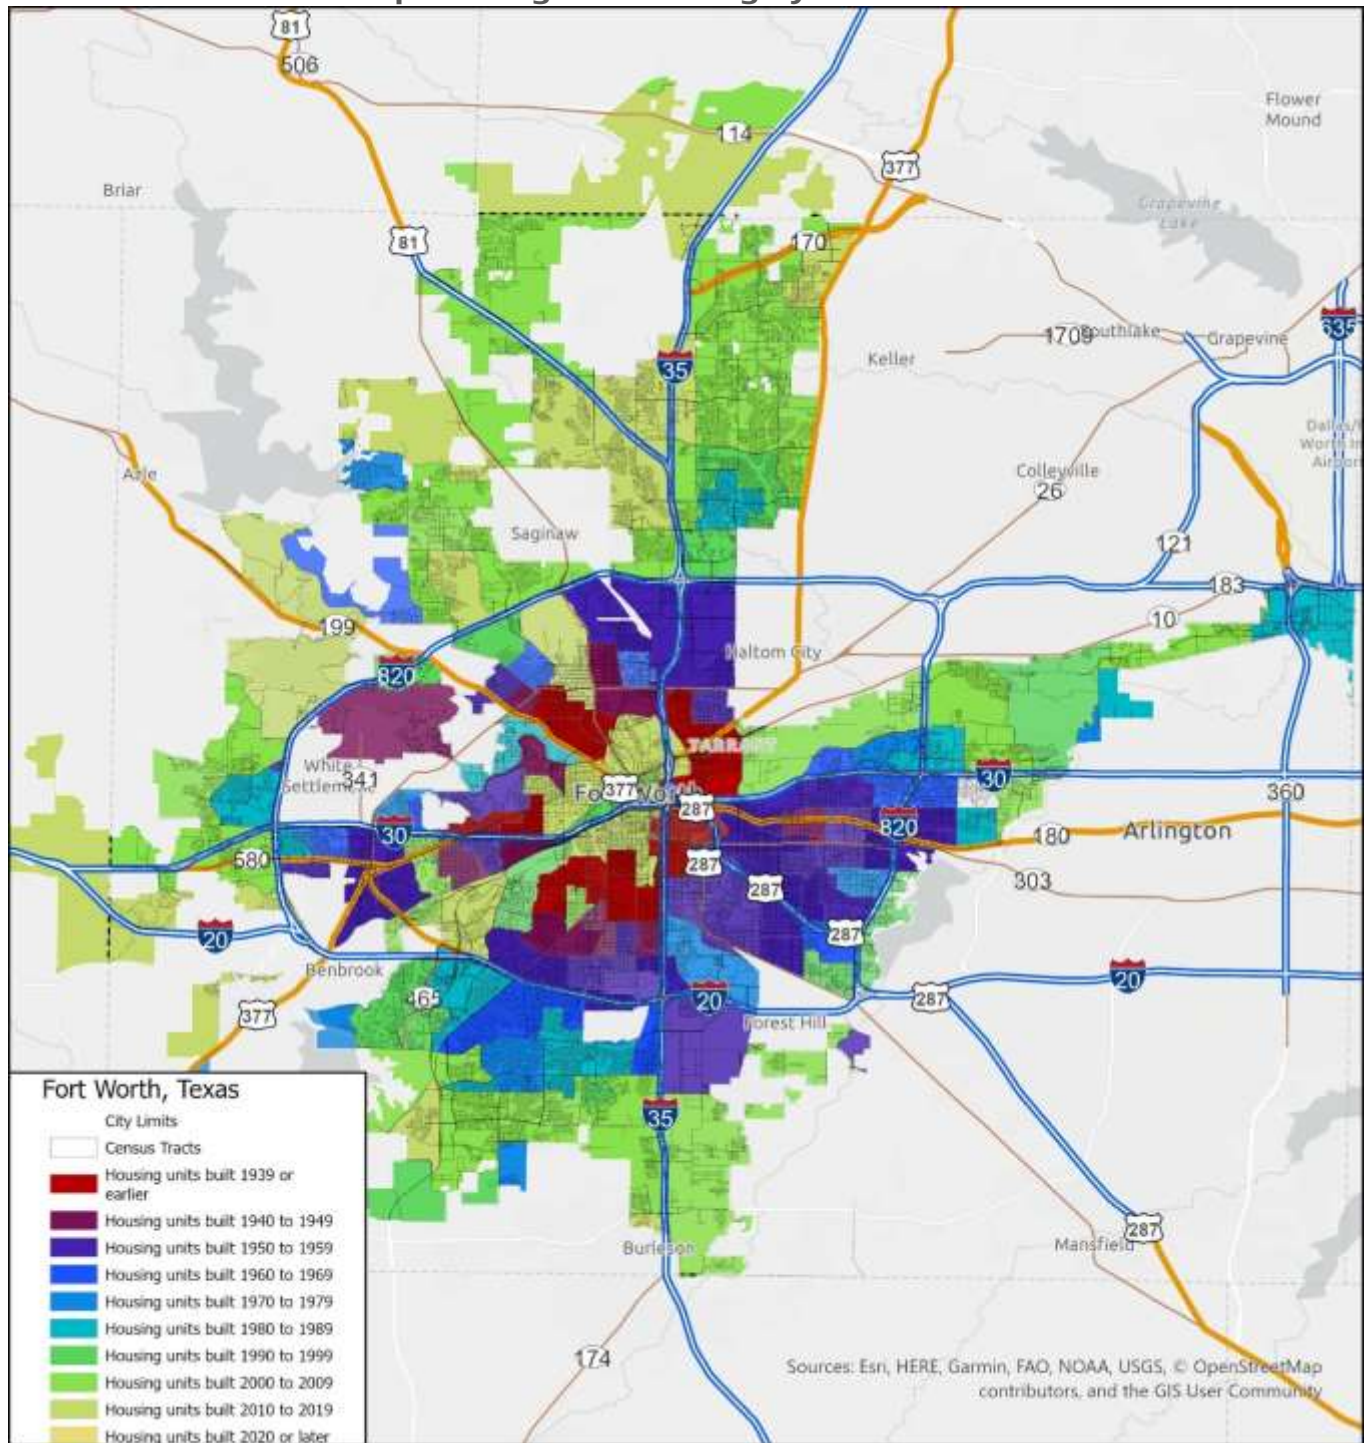 81
506
Flower
Mound
114
377
Briar
Grapevine
Lake
81
170
635
1709
Southlake
Grapevine
35
Keller
Azle
Colleyville
26
Saginaw
121
183
10
199
Haltom City
820
TARRANT
White
Settlement
341
377
Fort Worth
287
30
360
30
820
180
Arlington
580
287
303
287
287
20
Benbrook
465
20
287
20
377
Forest Hill
35
287
Mansfield
Burleson
174
Fort Worth, Texas
City Limits
Census Tracts
Housing units built 1939 or
earlier
Housing units built 1940 to 1949
Housing units built 1950 to 1959
Housing units built 1960 to 1969
Housing units built 1970 to 1979
Housing units built 1980 to 1989
Housing units built 1990 to 1999
Housing units built 2000 to 2009
Housing units built 2010 to 2019
Housing units built 2020 or later
Sources: Esri, HERE, Garmin, FAO, NOAA, USGS, © OpenStreetMap
contributors, and the GIS User Community